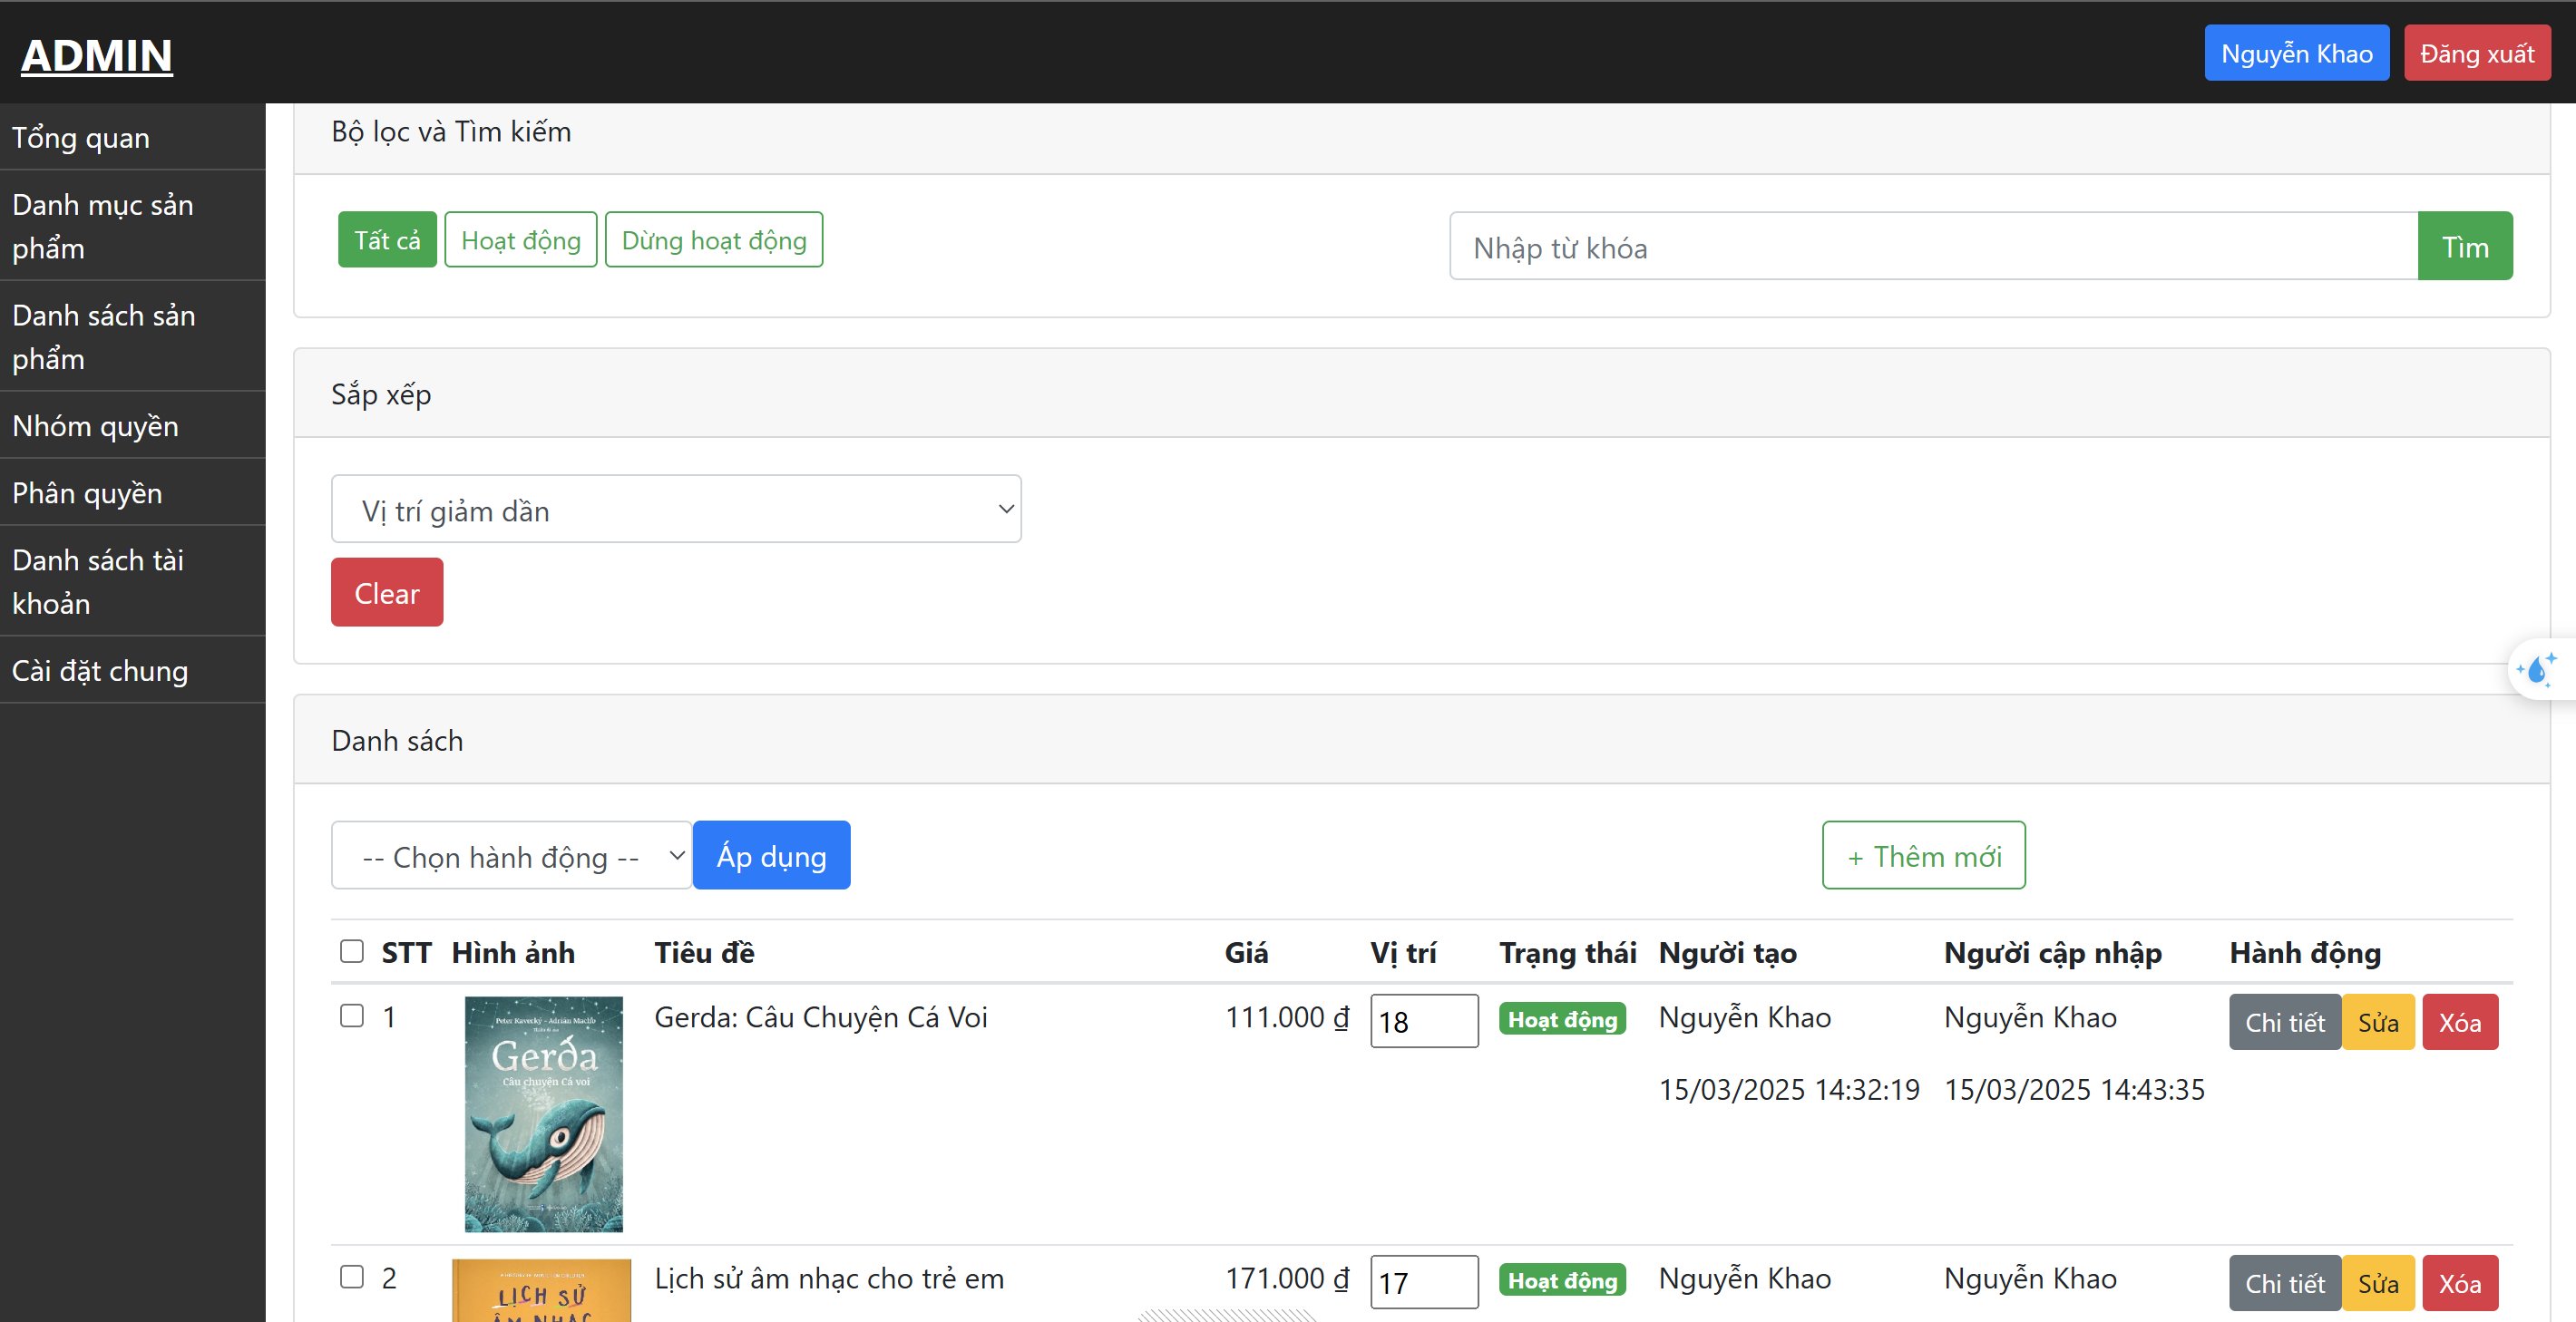 ADMIN
Nguyễn Khao
Đăng xuất
Tổng quan
Danh mục sản
phẩm
Danh sách sản
phẩm
Nhóm quyền
Phân quyền
Danh sách tài
khoản
Cài đặt chung
Bộ lọc và Tìm kiếm
Tất cả Hoạt động Dừng hoạt động
Nhập từ khóa Tìm
Sắp xếp
Vị trí giảm dần
Clear
Danh sách
-- Chọn hành động -- Áp dụng + Thêm mới
STT Hình ảnh Tiêu đề Giá Vị trí Trạng thái Người tạo Người cập nhập Hành động
1 Gerda: Câu Chuyện Cá Voi 111.000 ₫ 18 Hoạt động Nguyễn Khao Nguyễn Khao Chi tiết Sửa Xóa
15/03/2025 14:32:19 15/03/2025 14:43:35
Gerda
Câu chuyện Cá voi
2 Lịch sử âm nhạc cho trẻ em 171.000 ₫ 17 Hoạt động Nguyễn Khao Nguyễn Khao Chi tiết Sửa Xóa
LỊCH SỬ
ÂM NHẠC